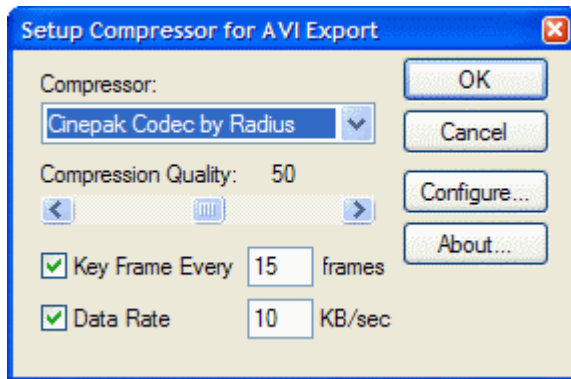 Setup Compressor for AVI Export
Compressor:
Cinepak Codec by Radius
Compression Quality: 50
Key Frame Every 15 frames
Data Rate 10 KB/sec
OK
Cancel
Configure...
About...